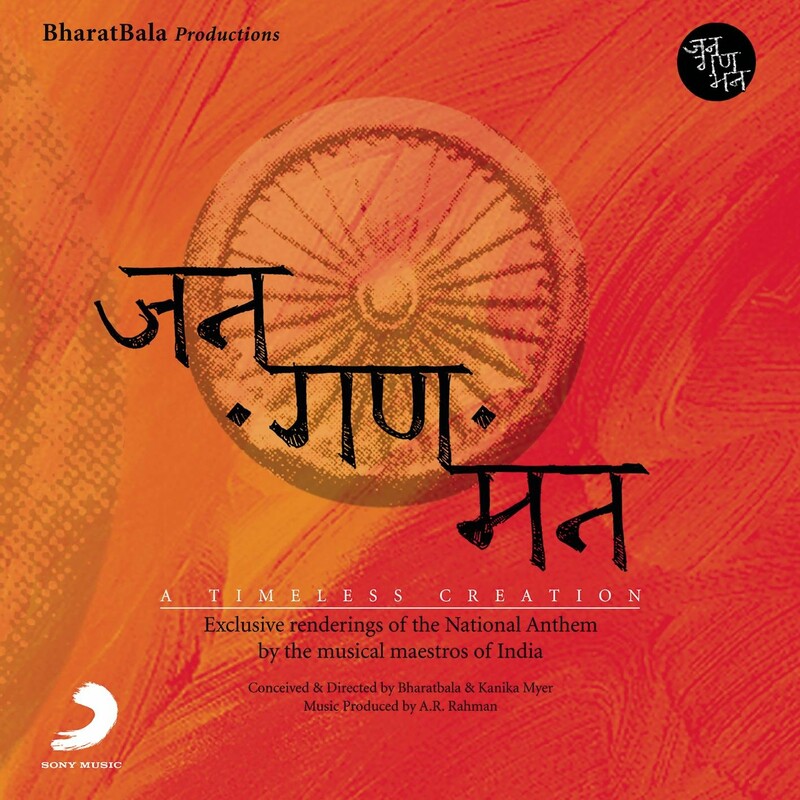 BharatBala Productions
जन
गण
मन
जन
गण
मन
A TIMELESS CREATION
Exclusive renderings of the National Anthem
by the musical maestros of India
Conceived & Directed by Bharatbala & Kanika Myer
Music Produced by A.R. Rahman
SONY MUSIC